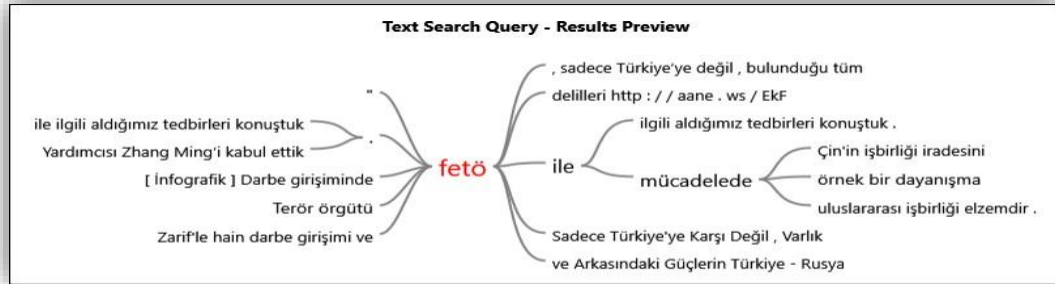 Text Search Query - Results Preview
"
ile ilgili aldığımız tedbirleri konuştuk
Yardımcısı Zhang Ming'i kabul ettik
.
[ İnfografik ] Darbe girişiminde
Terör örgütü
Zarif'le hain darbe girişimi ve
fetö
, sadece Türkiye'ye değil , bulunduğu tüm
delilleri http : / / aane . ws / EkF
ile
ilgili aldığımız tedbirleri konuştuk .
mücadelede
Çin'in işbirliği iradesini
örnek bir dayanışma
uluslararası işbirliği elzemdir .
Sadece Türkiye'ye Karşı Değil , Varlık
ve Arkasındaki Güçlerin Türkiye - Rusya